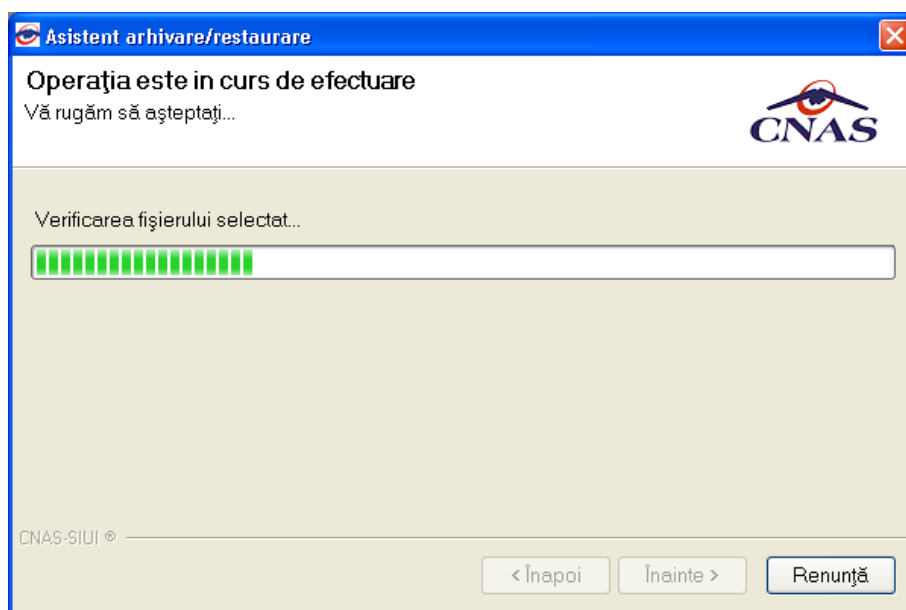 Asistent arhivare/restaurare
Operaţia este in curs de efectuare
Vă rugăm să aşteptaţi...
CNAS
Verificarea fişierului selectat...
CNAS-SIUI ®
< Înapoi
Înainte >
Renunţă